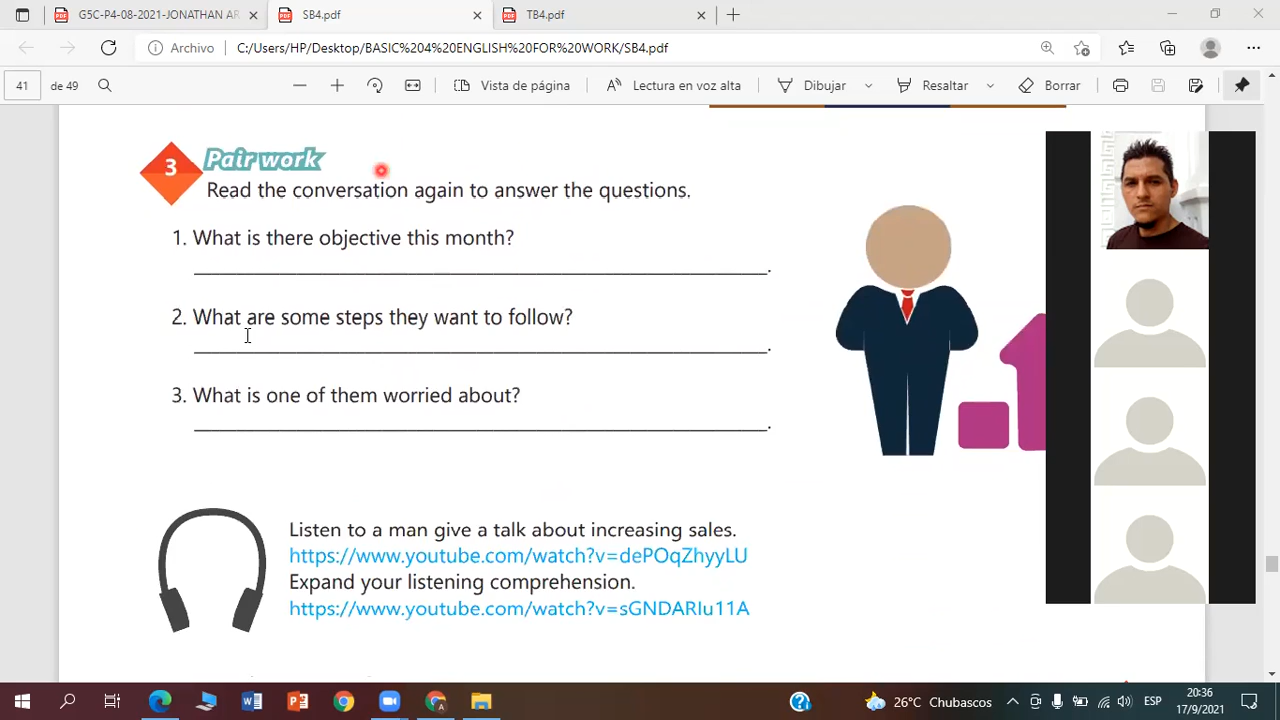 G5C-P4-08-2021-JONATHAN AR
SB4.pdf
TB4.pdf
Archivo
C:/Users/HP/Desktop/BASIC%204%20ENGLISH%20FOR%20WORK/SB4.pdf
41
de 49
Vista de página
Lectura en voz alta
Dibujar
Resaltar
Borrar
3
Pair work
Read the conversation again to answer the questions.
1. What is there objective this month?
2. What are some steps they want to follow?
3. What is one of them worried about?
Listen to a man give a talk about increasing sales.
https://www.youtube.com/watch?v=dePOqZhyyLU
Expand your listening comprehension.
https://www.youtube.com/watch?v=sGNDARIu11A
26°C Chubascos
ESP
20:36
17/9/2021